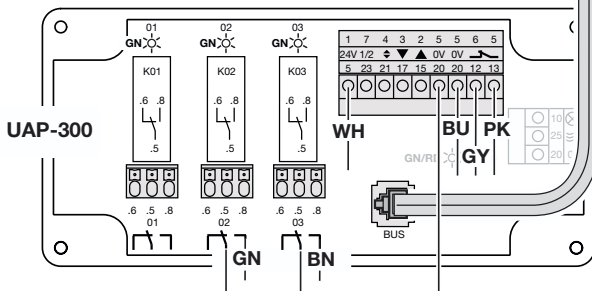 01 02 03
GN GN GN
K01 K02 K03
.6 .8 .6 .8 .6 .8
.5 .5 .5
.6 .5 .8 .6 .5 .8 .6 .5 .8
01 02 03
GN BN
UAP-300
1 7 4 3 2 5 5 6 5
24V 1/2 0V 0V
5 23 21 17 15 20 20 12 13
WH BU PK
GY
GN/RD
10
25
20
BUS